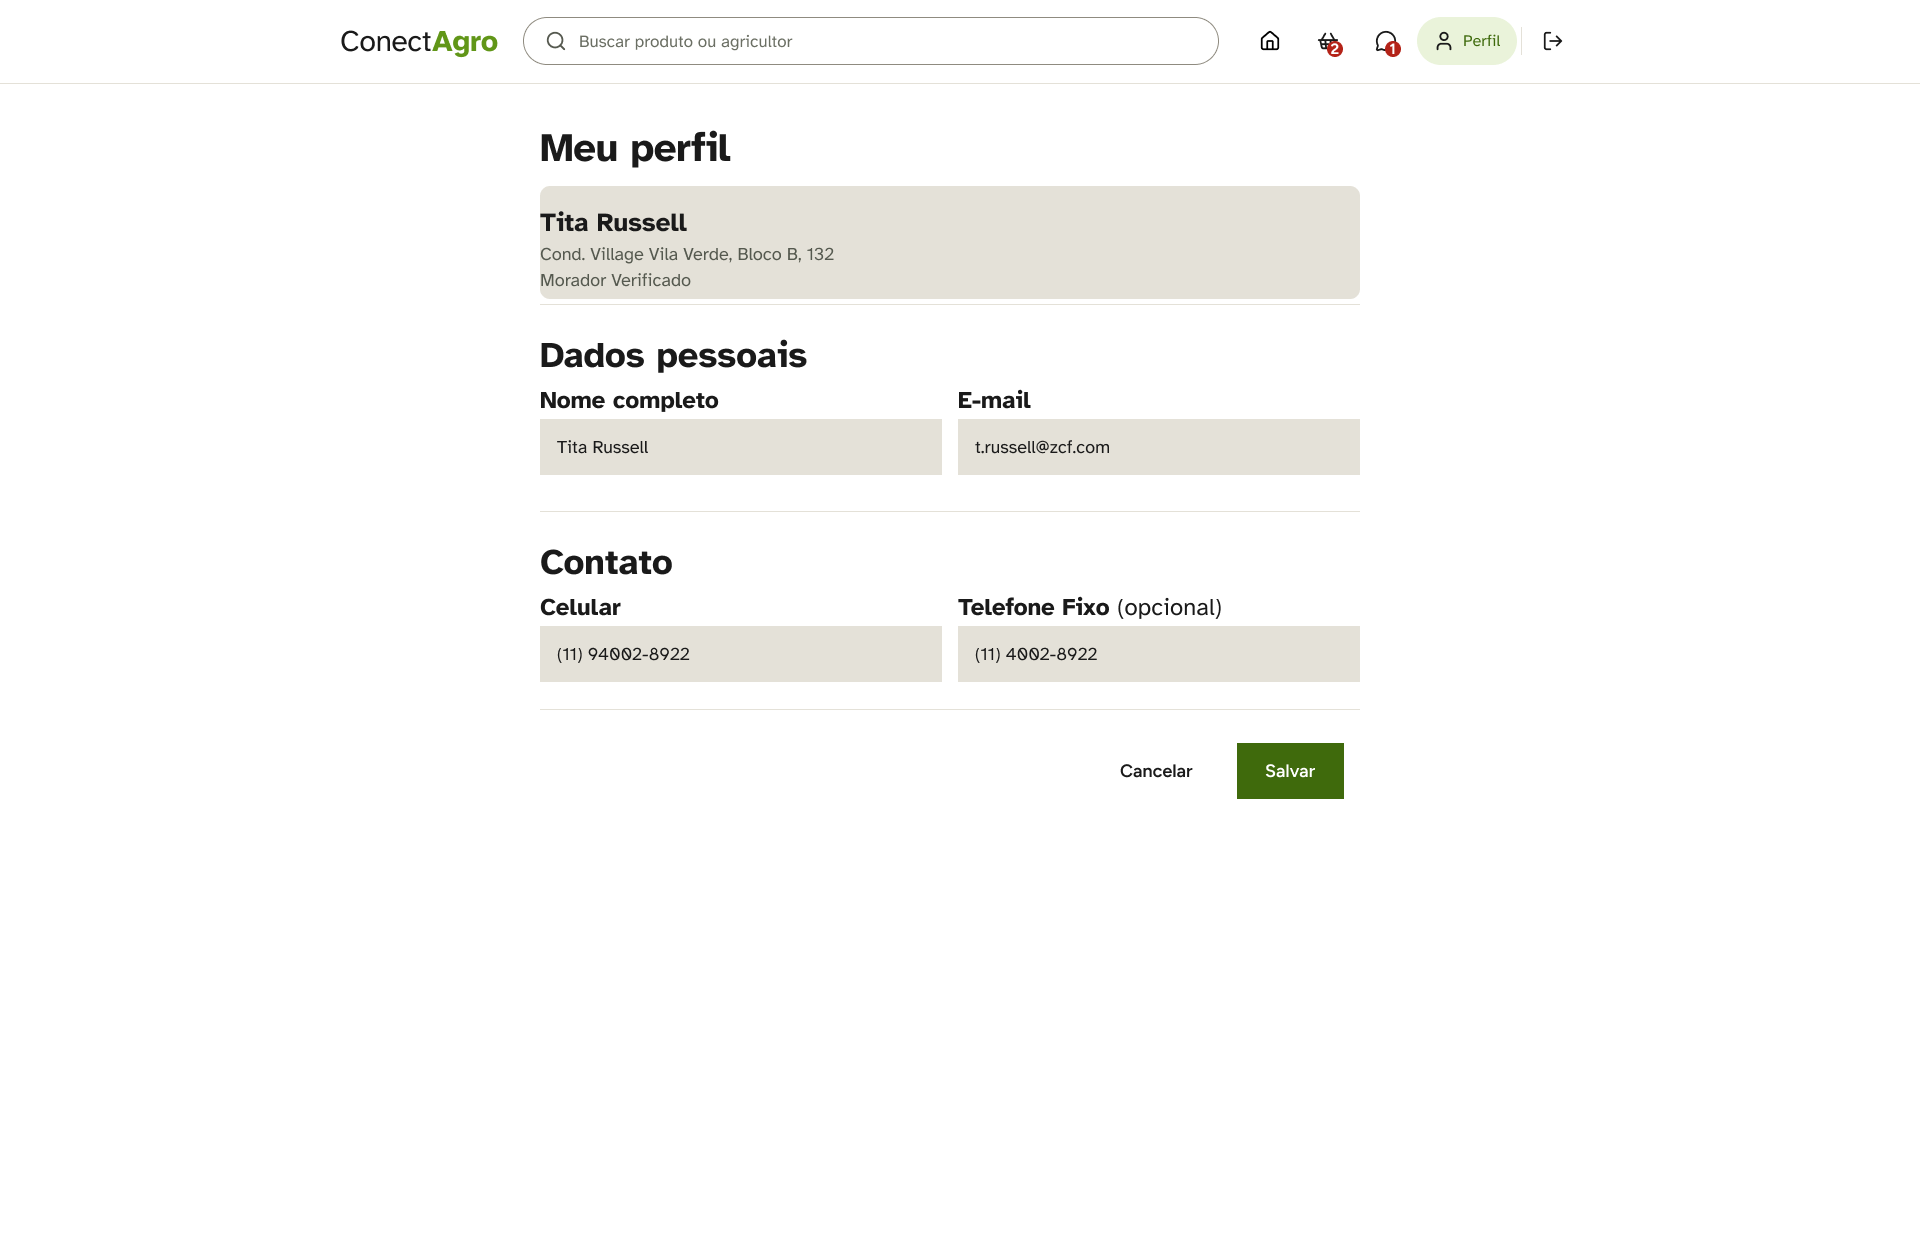 ConectAgro
Buscar produto ou agricultor
2
1
Perfil
Meu perfil
Tita Russell
Cond. Village Vila Verde, Bloco B, 132
Morador Verificado
Dados pessoais
Nome completo
E-mail
Tita Russell
t.russell@zcf.com
Contato
Celular
Telefone Fixo (opcional)
(11) 94002-8922
(11) 4002-8922
Cancelar
Salvar